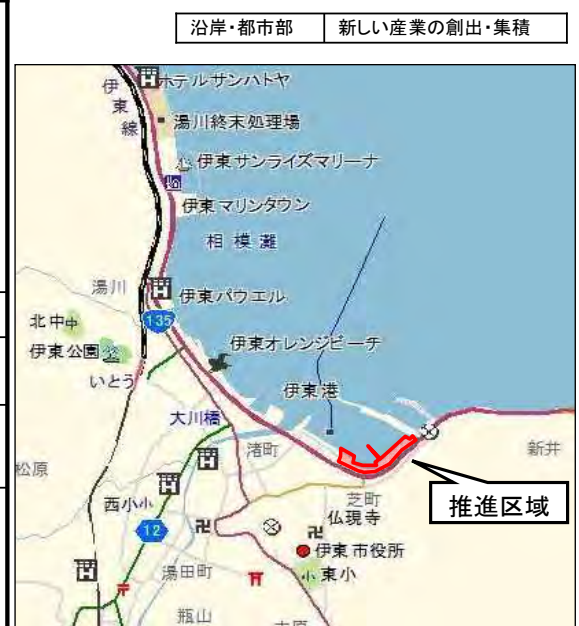 沿岸・都市部 新しい産業の創出・集積
ホテルサンハトヤ
伊東線
湯川終末処理場
伊東サンライズマリーナ
伊東マリンタウン
相模灘
湯川
伊東パウエル
北中
中
135
伊東オレンジビーチ
伊東公園
いとう
伊東港
大川橋
渚町
新井
松原
推進区域
芝町
西小
小
仏現寺
12
伊東市役所
湯田町
小
東小
瓶山